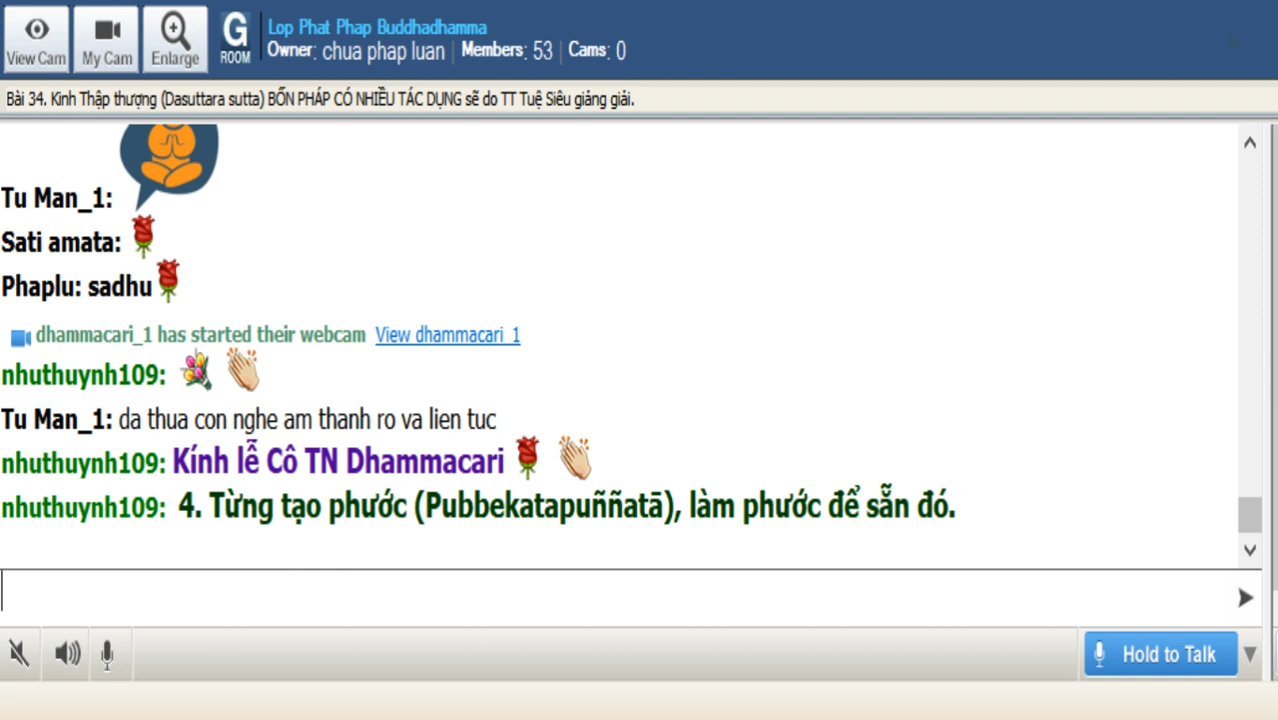 Lop Phat Phap Buddhadhamma
View Cam My Cam Enlarge G ROOM Owner: chua phap luan | Members: 53 | Cams: 0
Bài 34. Kinh Thập thượng (Dasuttara sutta) BỐN PHÁP CÓ NHIỀU TÁC DỤNG sẽ do TT Tuệ Siêu giảng giải.
Tu Man_1:
Sati amata:
Phaplu: sadhu
dhammacari_1 has started their webcam View dhammacari_1
nhuthuynh109:
Tu Man_1: da thua con nghe am thanh ro va lien tuc
nhuthuynh109: Kính lễ Cô TN Dhammacari
nhuthuynh109: 4. Từng tạo phước (Pubbekatapuññatā), làm phước để sẵn đó.
Hold to Talk